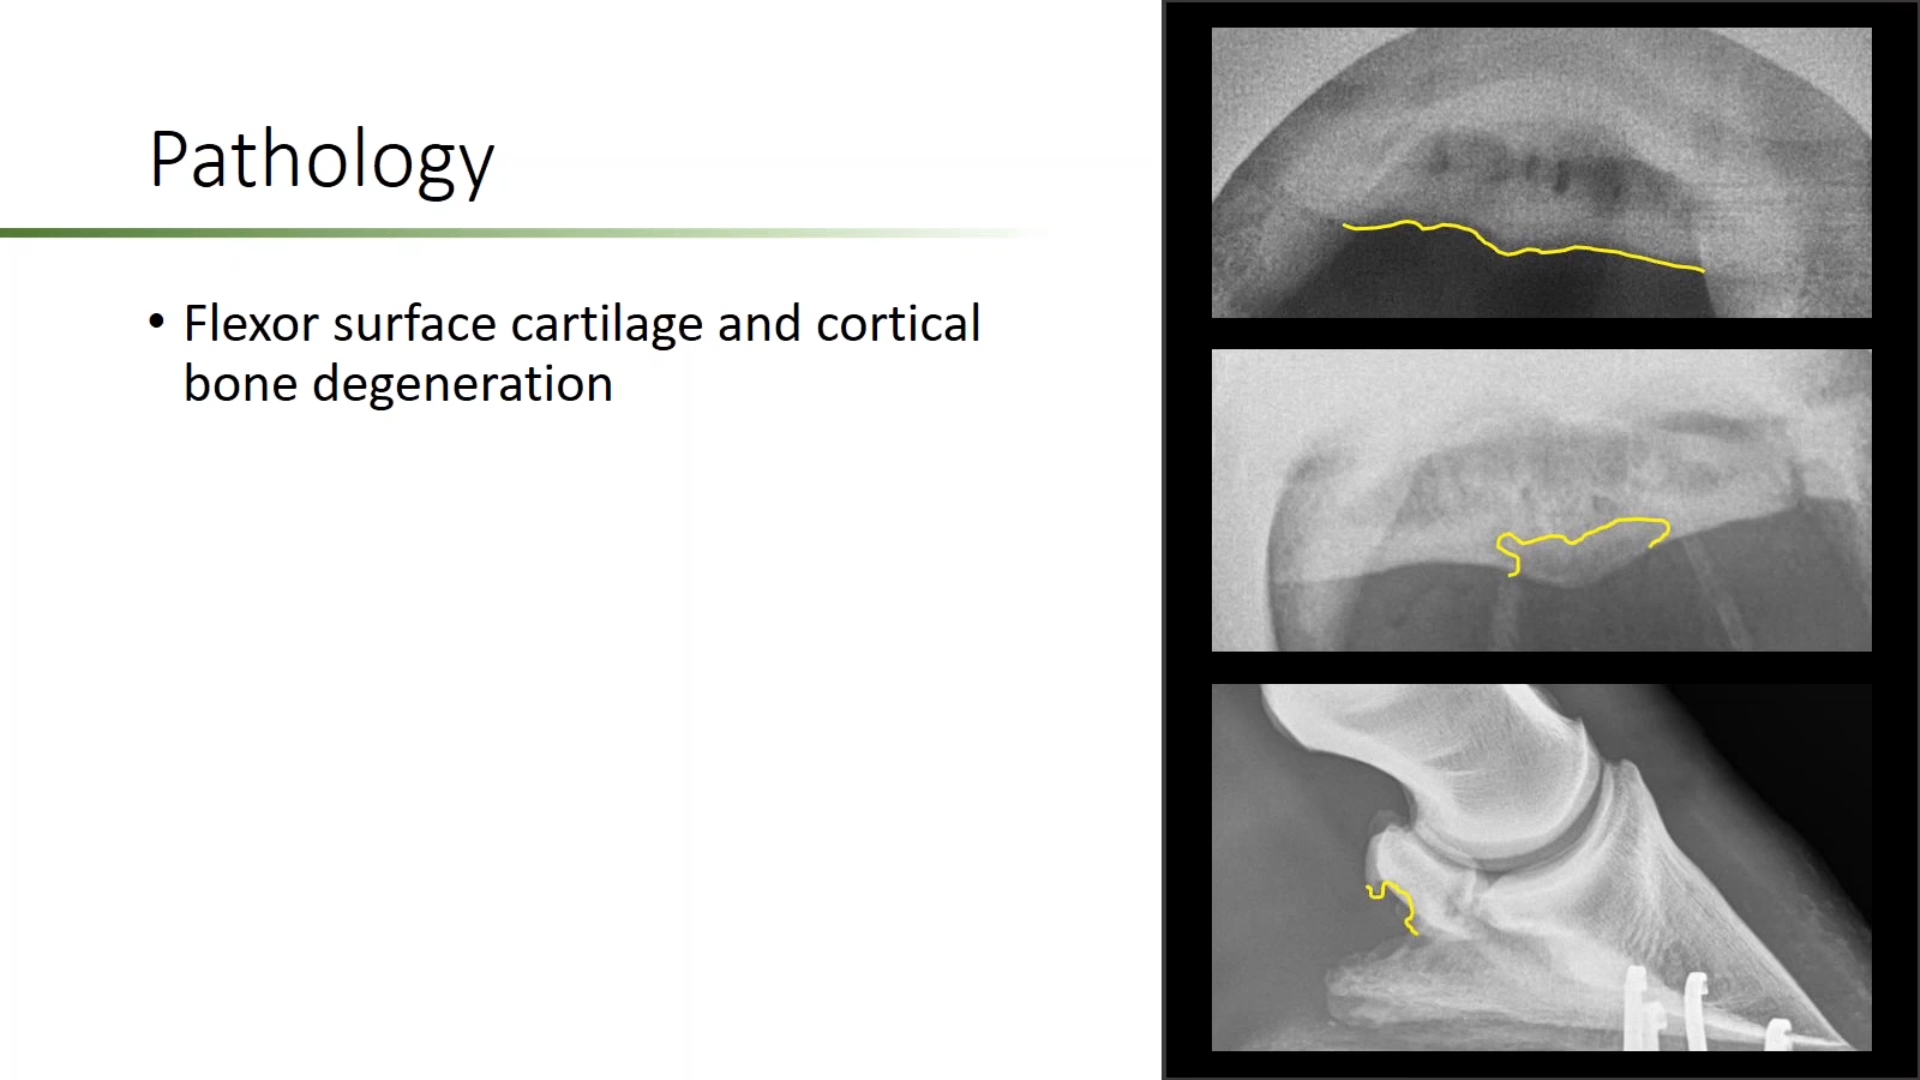 Pathology
• Flexor surface cartilage and cortical
bone degeneration